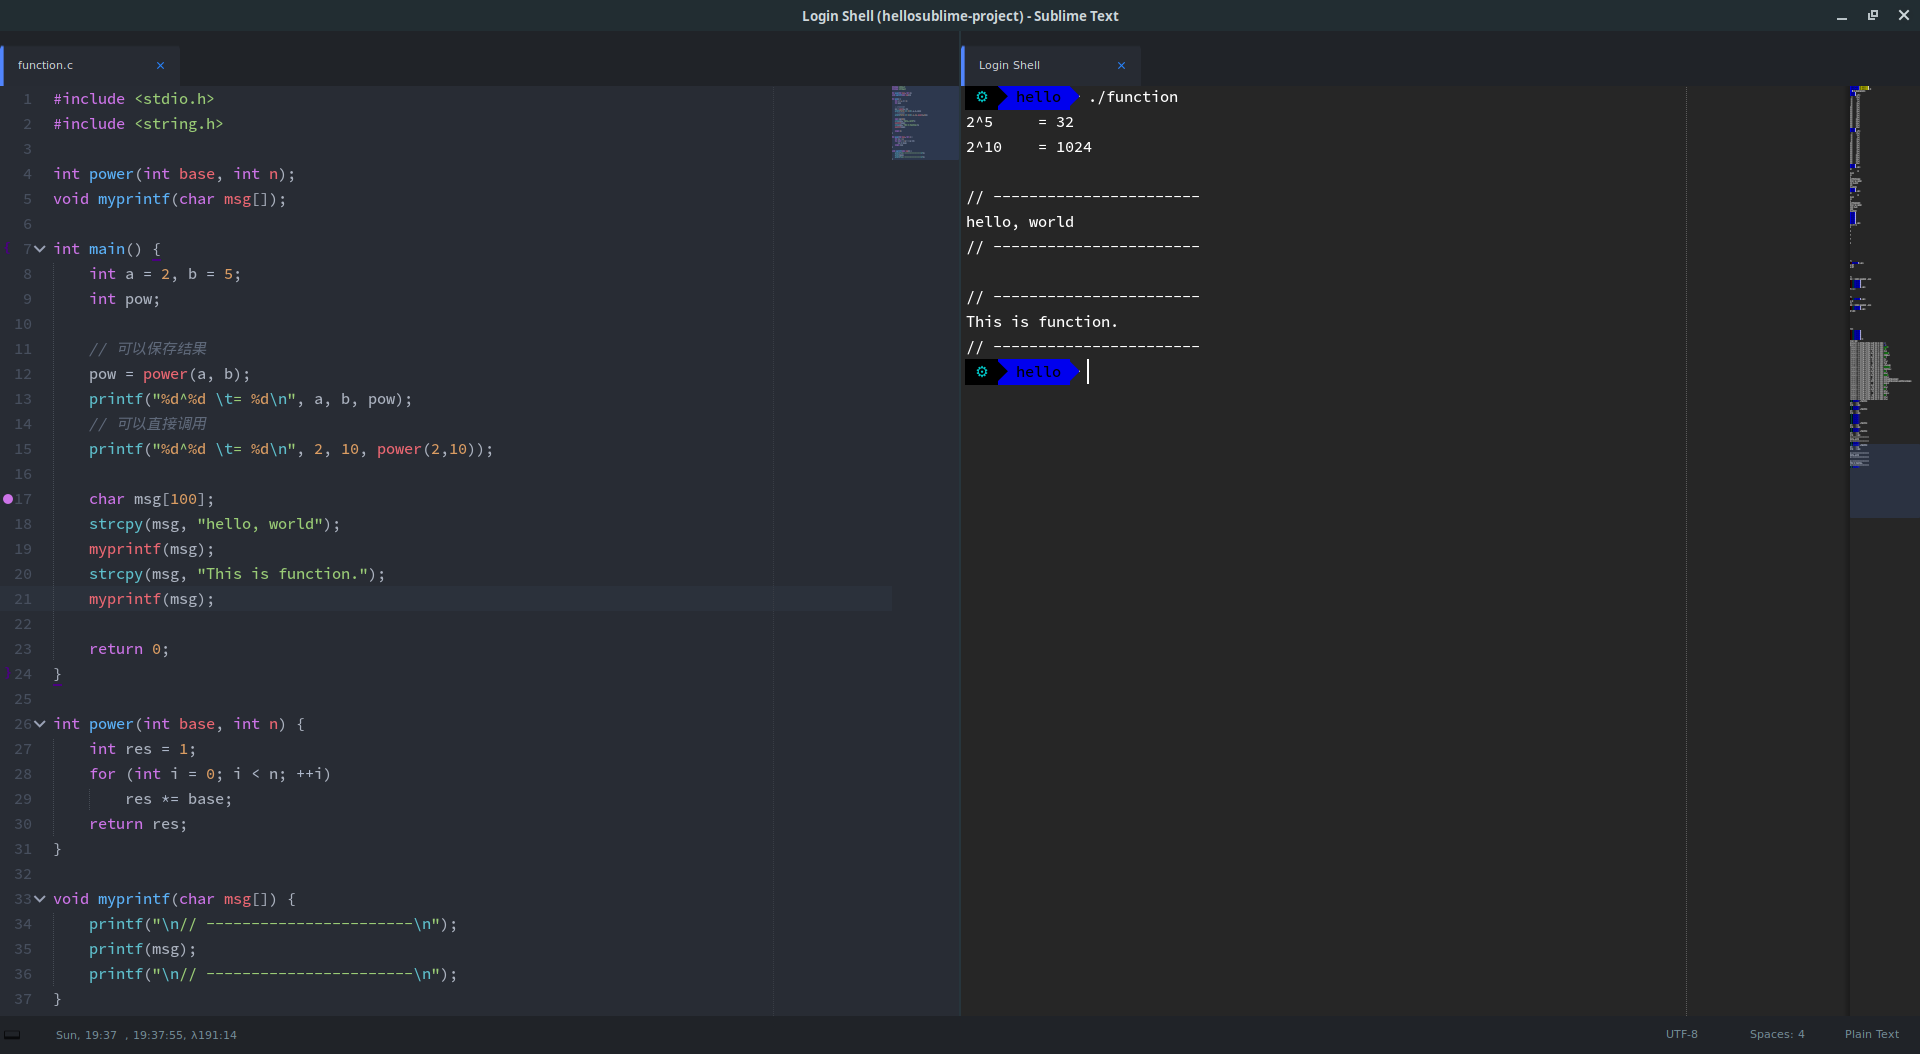 Login Shell (hellosublime-project) - Sublime Text
function.c ×
1 #include <stdio.h>
2 #include <string.h>
3
4 int power(int base, int n);
5 void myprintf(char msg[]);
6
7 int main() {
8     int a = 2, b = 5;
9     int pow;
10
11     // 可以保存结果
12     pow = power(a, b);
13     printf("%d^%d \t= %d\n", a, b, pow);
14     // 可以直接调用
15     printf("%d^%d \t= %d\n", 2, 10, power(2,10));
16
17     char msg[100];
18     strcpy(msg, "hello, world");
19     myprintf(msg);
20     strcpy(msg, "This is function.");
21     myprintf(msg);
22
23     return 0;
24 }
25
26 int power(int base, int n) {
27     int res = 1;
28     for (int i = 0; i < n; ++i)
29         res *= base;
30     return res;
31 }
32
33 void myprintf(char msg[]) {
34     printf("\n// -----------------------\n");
35     printf(msg);
36     printf("\n// -----------------------\n");
37 }
Login Shell ×
hello ./function
2^5     = 32
2^10    = 1024

// -----------------------
hello, world
// -----------------------

// -----------------------
This is function.
// -----------------------
hello
Sun, 19:37 , 19:37:55, λ191:14
UTF-8 Spaces: 4 Plain Text